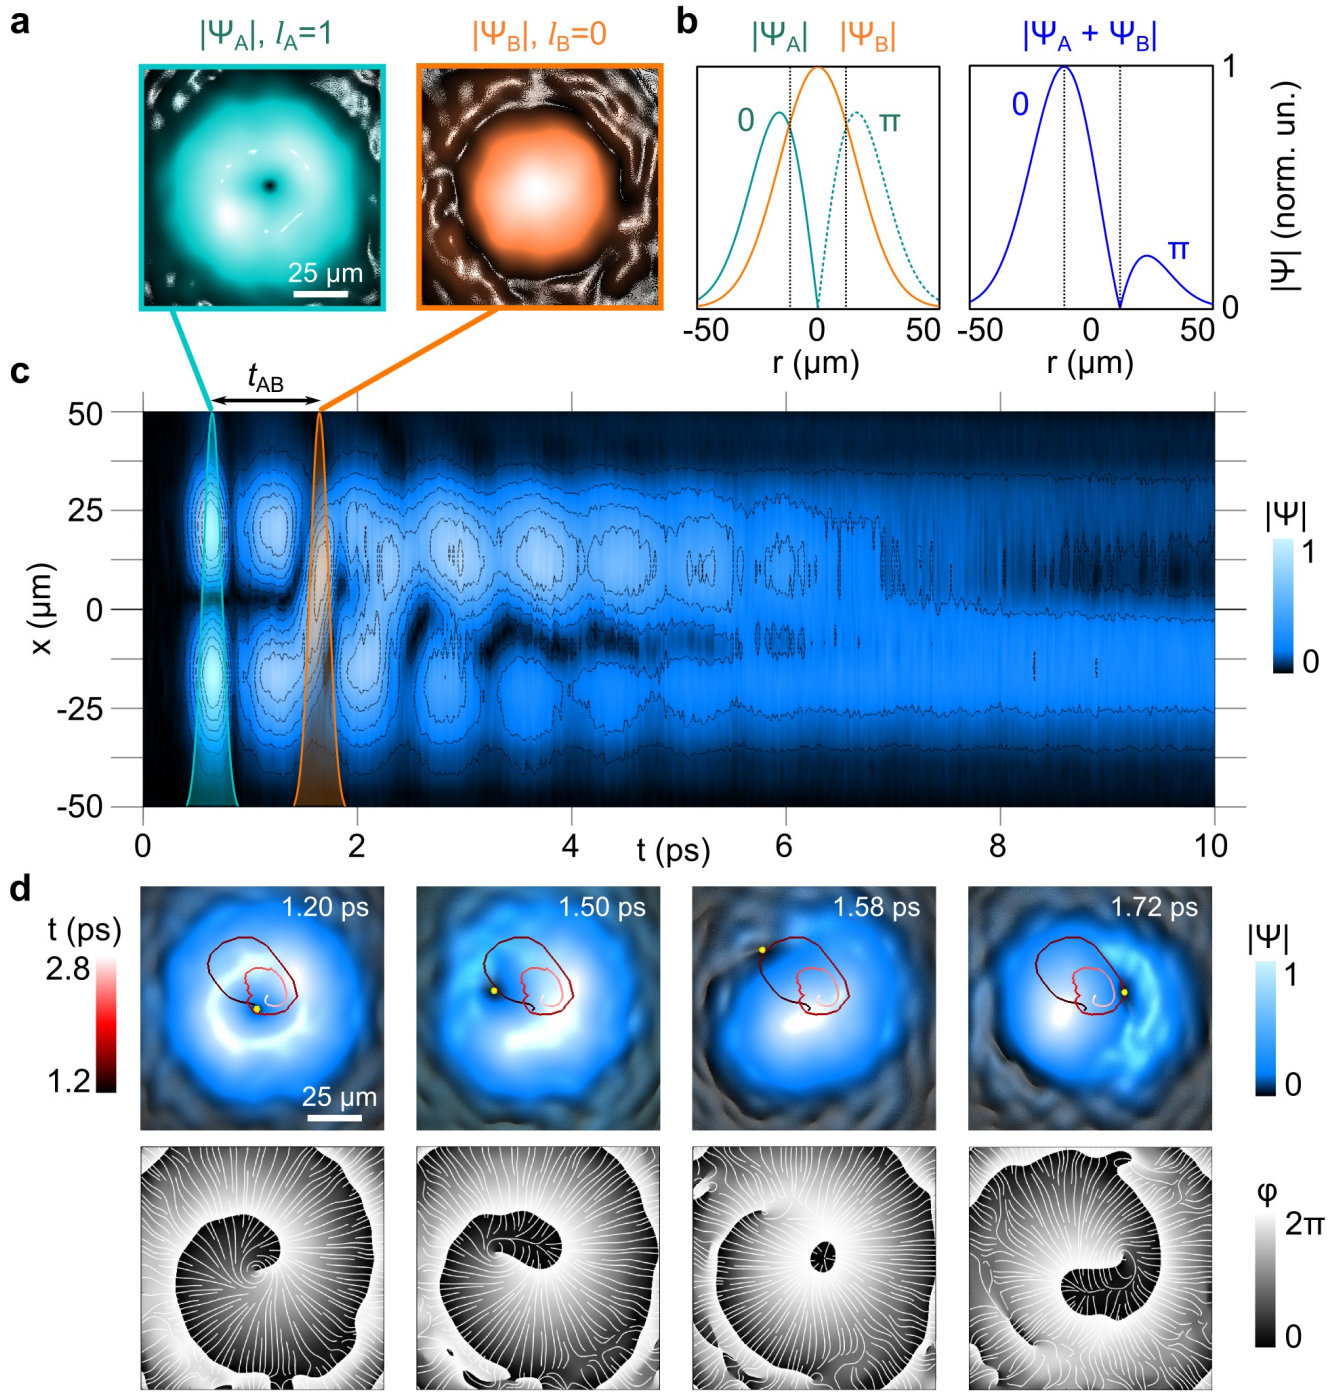 a
|Ψ_A|, l_A=1
|Ψ_B|, l_B=0
25 µm
b
|Ψ_A| |Ψ_B|
|Ψ_A + Ψ_B|
0
π
0
π
-50 0 50
r (µm)
-50 0 50
r (µm)
1
0
|Ψ| (norm. un.)
c
t_AB
50
25
0
-25
-50
x (µm)
0 2 4 6 8 10
t (ps)
|Ψ|
1
0
d
t (ps)
2.8
1.2
1.20 ps
25 µm
1.50 ps
1.58 ps
1.72 ps
|Ψ|
1
0
φ
2π
0